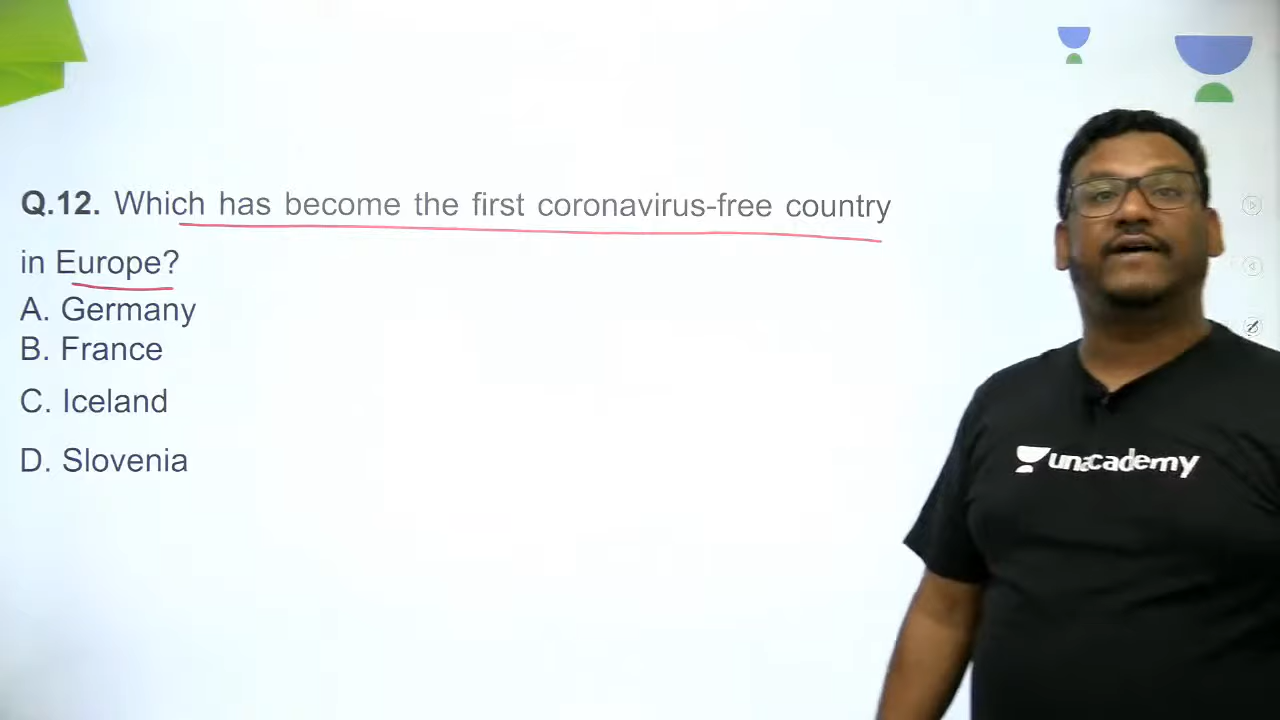 Q.12. Which has become the first coronavirus-free country
in Europe?
A. Germany
B. France
C. Iceland
D. Slovenia
unacademy